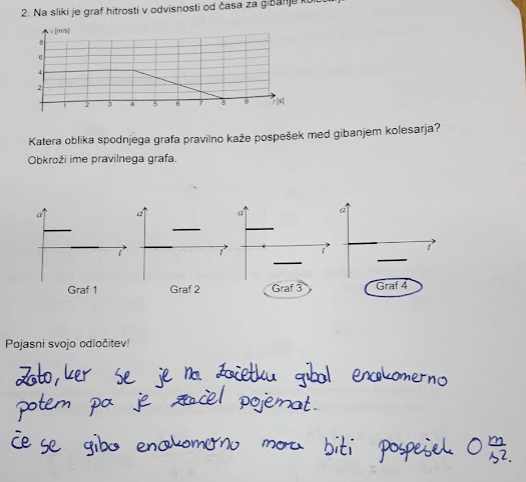 2. Na sliki je graf hitrosti v odvisnosti od časa za gibanje
v [m/s]
8
6
4
2
1 2 3 4 5 6 7 8 9 t [s]
Katera oblika spodnjega grafa pravilno kaže pospešek med gibanjem kolesarja?
Obkroži ime pravilnega grafa.
a a a a
t t t t
Graf 1 Graf 2 Graf 3 Graf 4
Pojasni svojo odločitev!
Zato, ker se je na začetku gibal enakomerno
potem pa je začel pojemat.
Če se giba enakomerno mora biti pospešek 0 m/s².